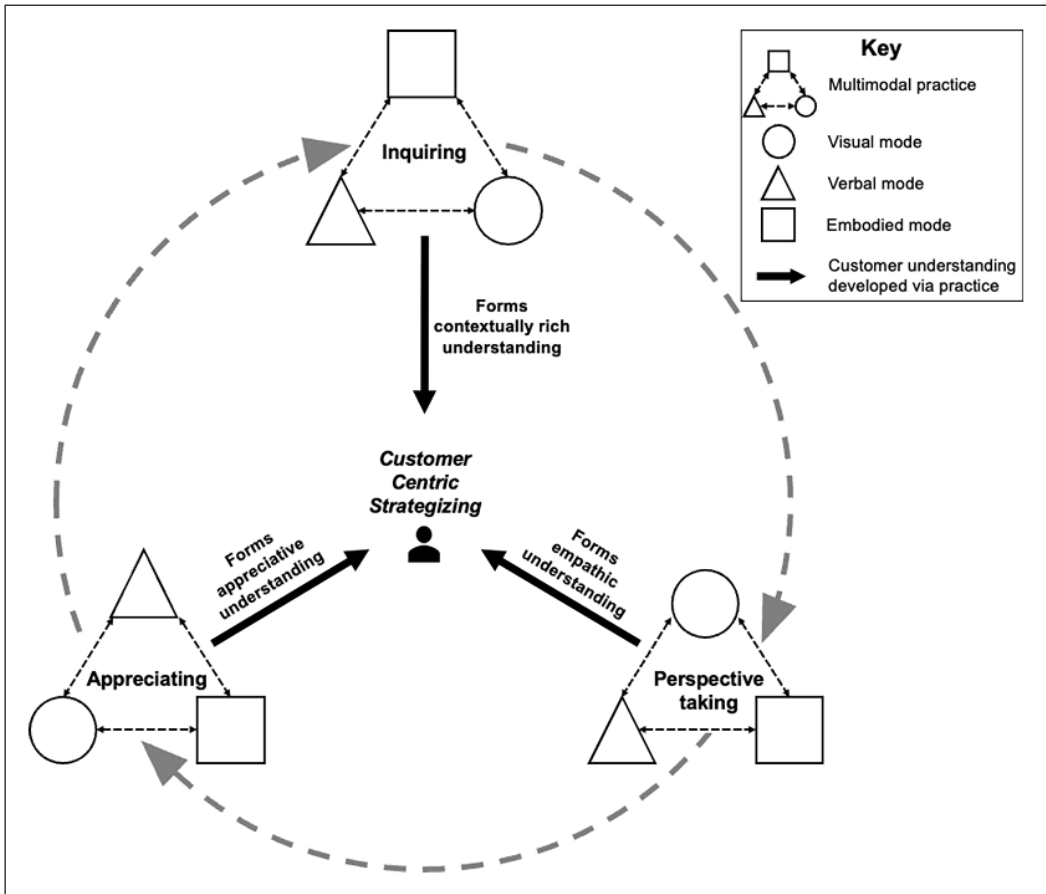 Key
Multimodal practice
Visual mode
Verbal mode
Embodied mode
Customer understanding
developed via practice
Inquiring
Forms
contextually rich
understanding
Customer
Centric
Strategizing
Forms
appreciative
understanding
Forms
empathic
understanding
Appreciating
Perspective
taking